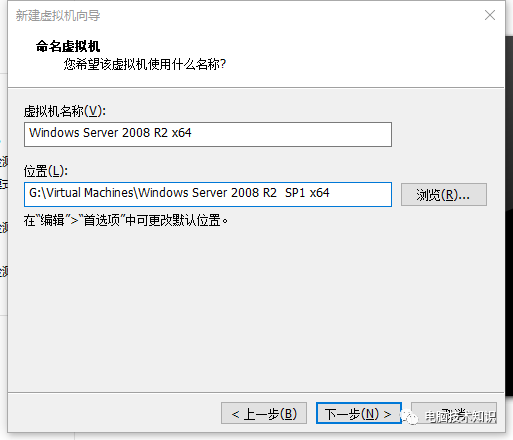 新建虚拟机向导
命名虚拟机
您希望该虚拟机使用什么名称?
虚拟机名称(V):
Windows Server 2008 R2 x64
位置(L):
G:\Virtual Machines\Windows Server 2008 R2  SP1 x64
浏览(R)...
在“编辑”>“首选项”中可更改默认位置。
< 上一步(B)
下一步(N) >
电脑技术知识